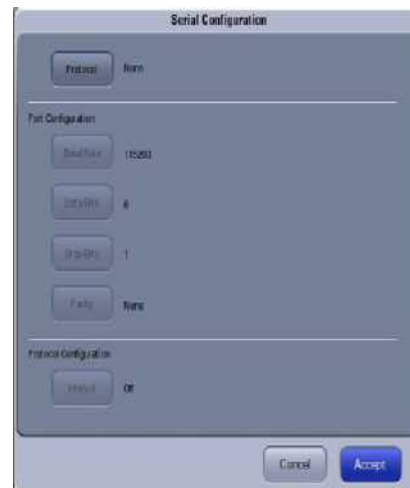 Serial Configuration
Protocol None
Port Configuration
Baud Rate 115200
Data Bits 8
Stop Bits 1
Parity None
Protocol Configuration
Off
Cancel Accept